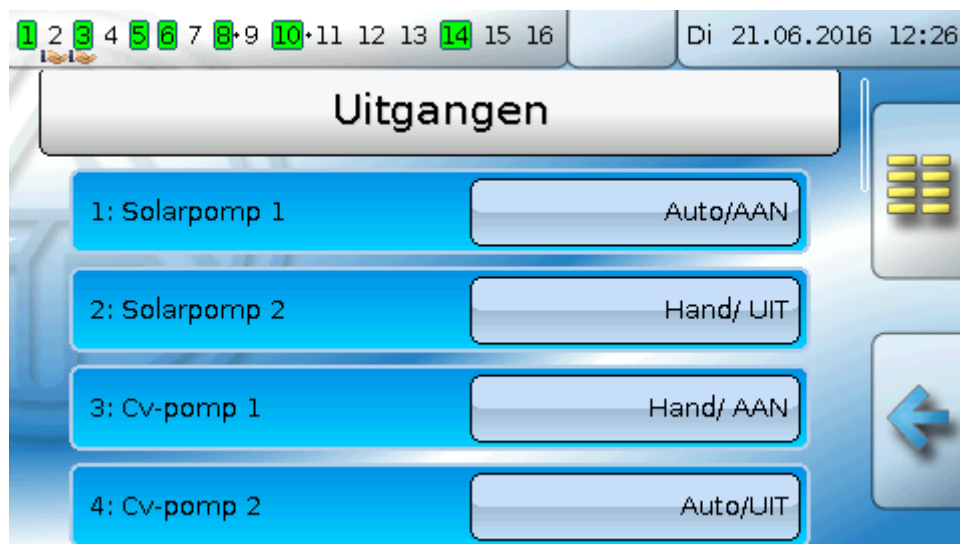 1 2 3 4 5 6 7 8+9 10+11 12 13 14 15 16 Di 21.06.2016 12:26
Uitgangen
1: Solarpomp 1 Auto/AAN
2: Solarpomp 2 Hand/ UIT
3: Cv-pomp 1 Hand/ AAN
4: Cv-pomp 2 Auto/UIT